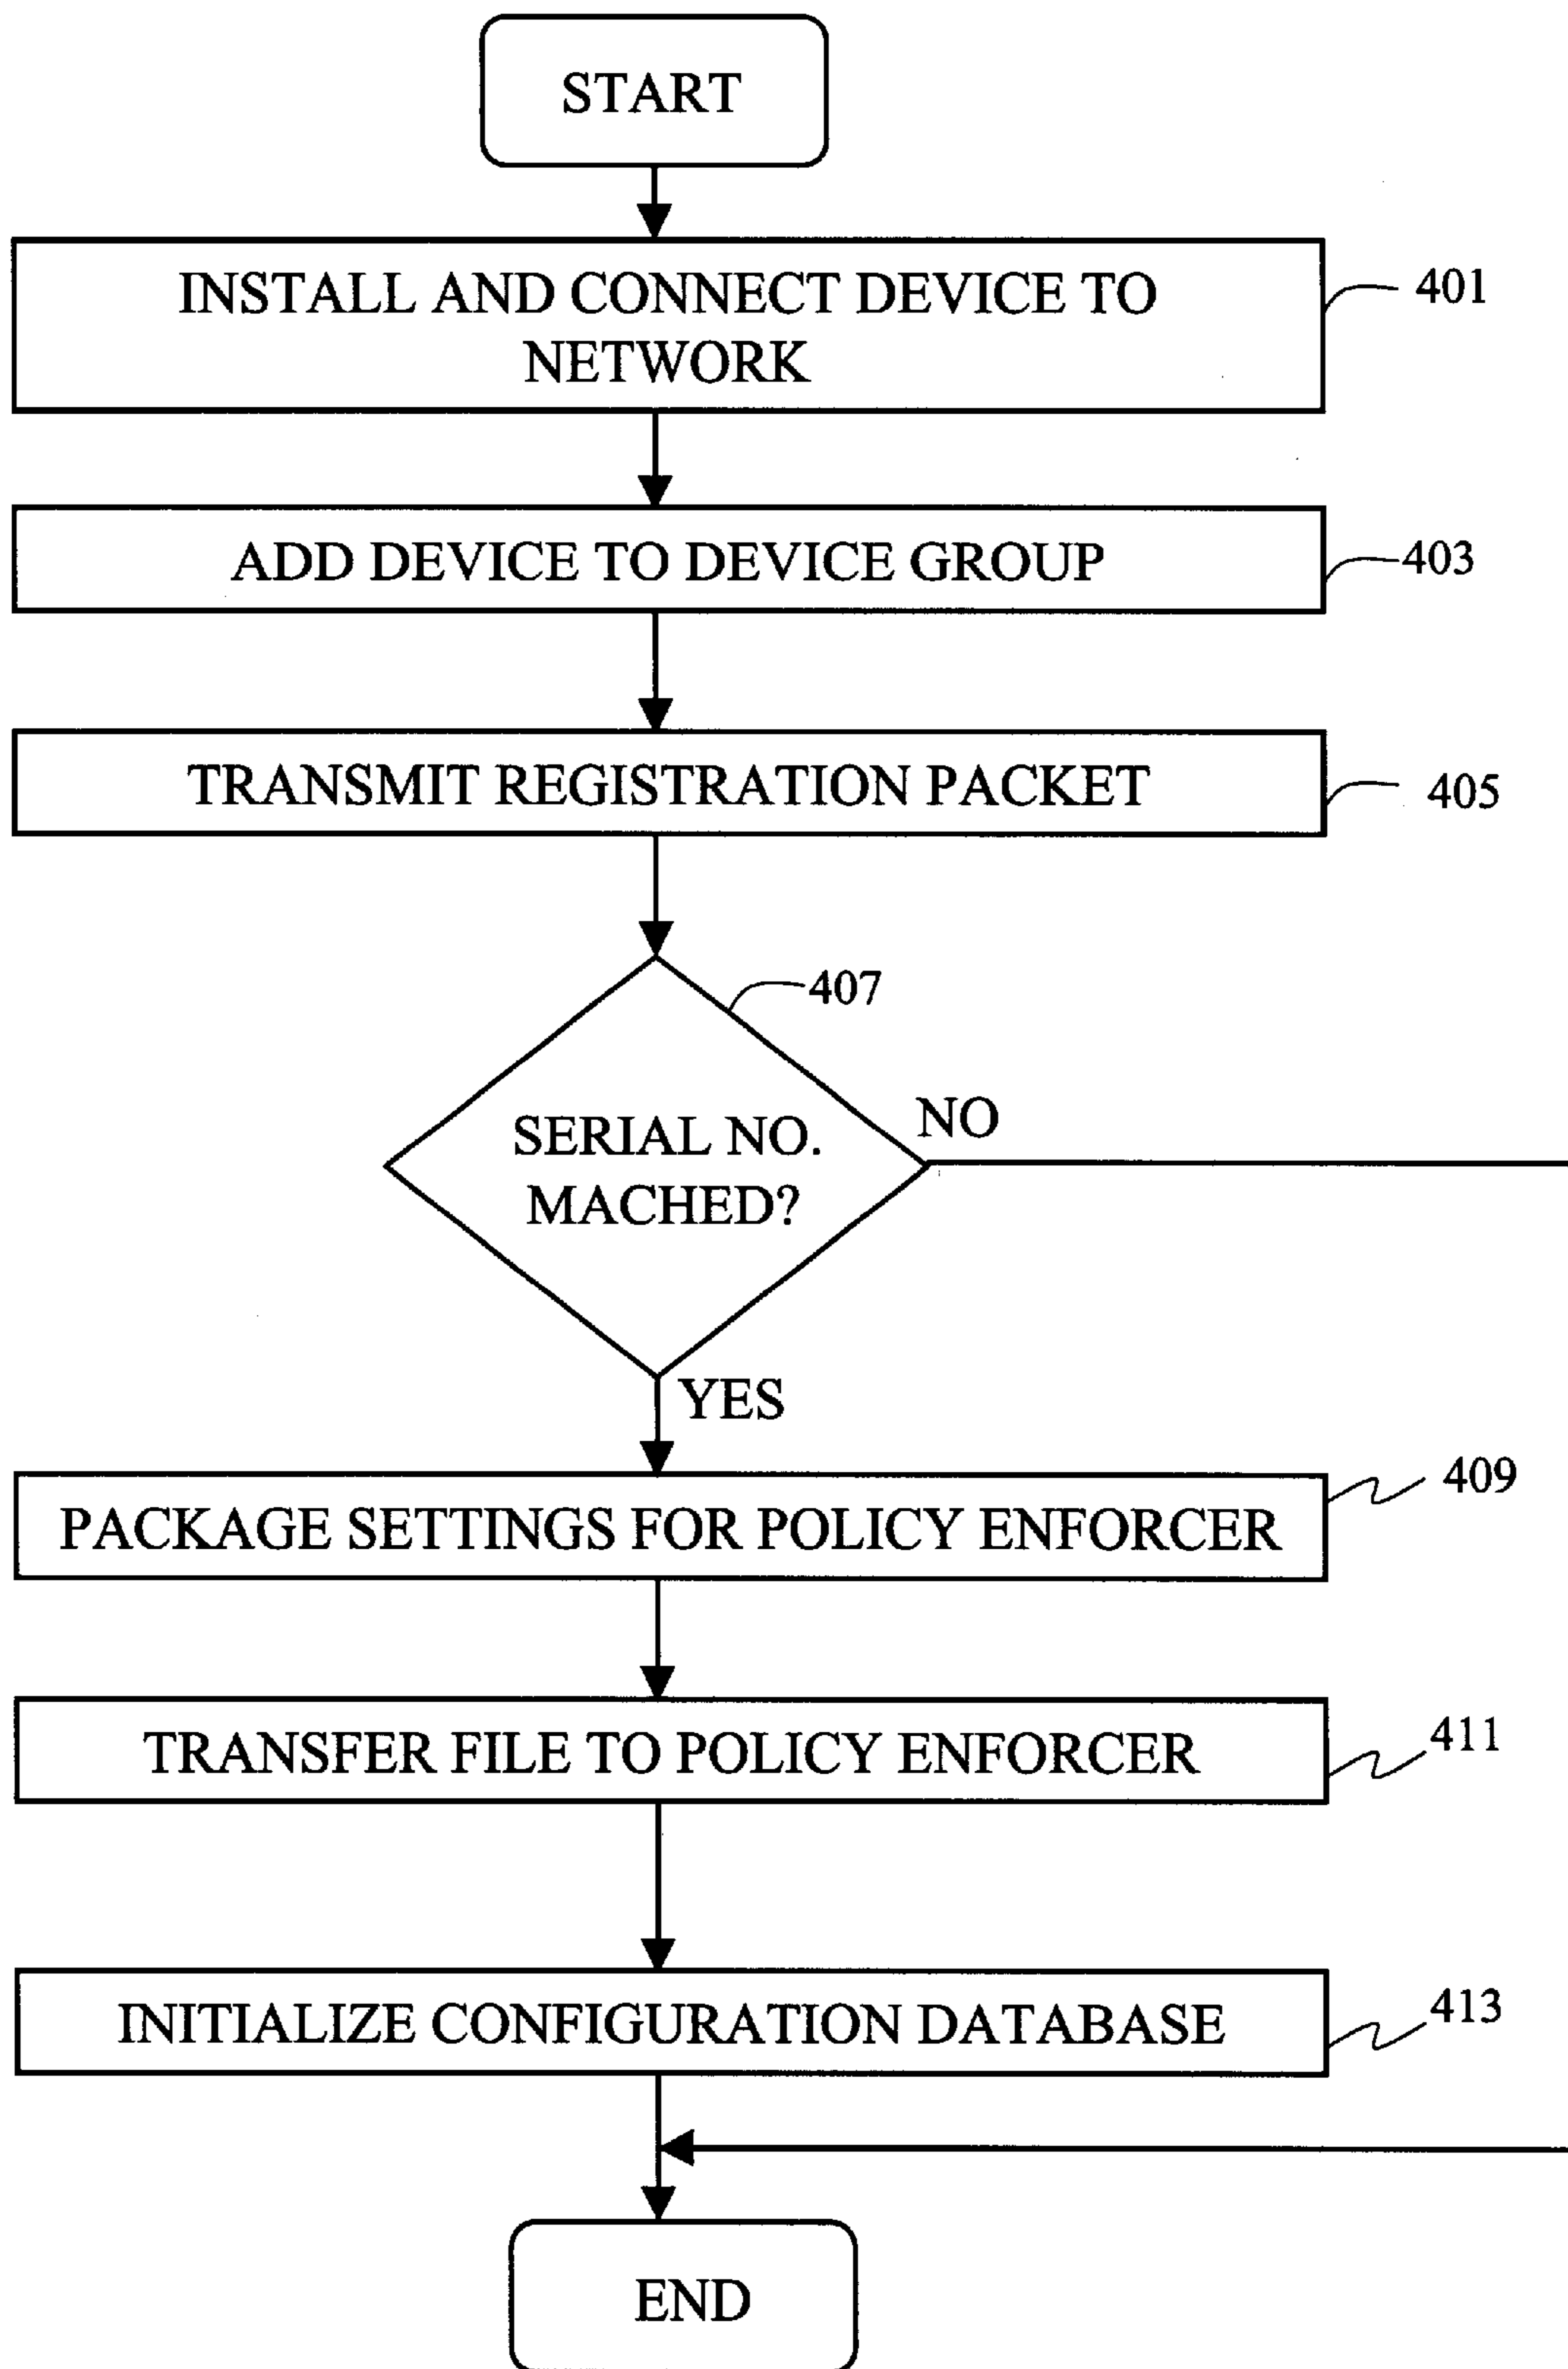 START
INSTALL AND CONNECT DEVICE TO
NETWORK
401
ADD DEVICE TO DEVICE GROUP
403
TRANSMIT REGISTRATION PACKET
405
407
SERIAL NO.
MACHED?
NO
YES
PACKAGE SETTINGS FOR POLICY ENFORCER
409
TRANSFER FILE TO POLICY ENFORCER
411
INITIALIZE CONFIGURATION DATABASE
413
END